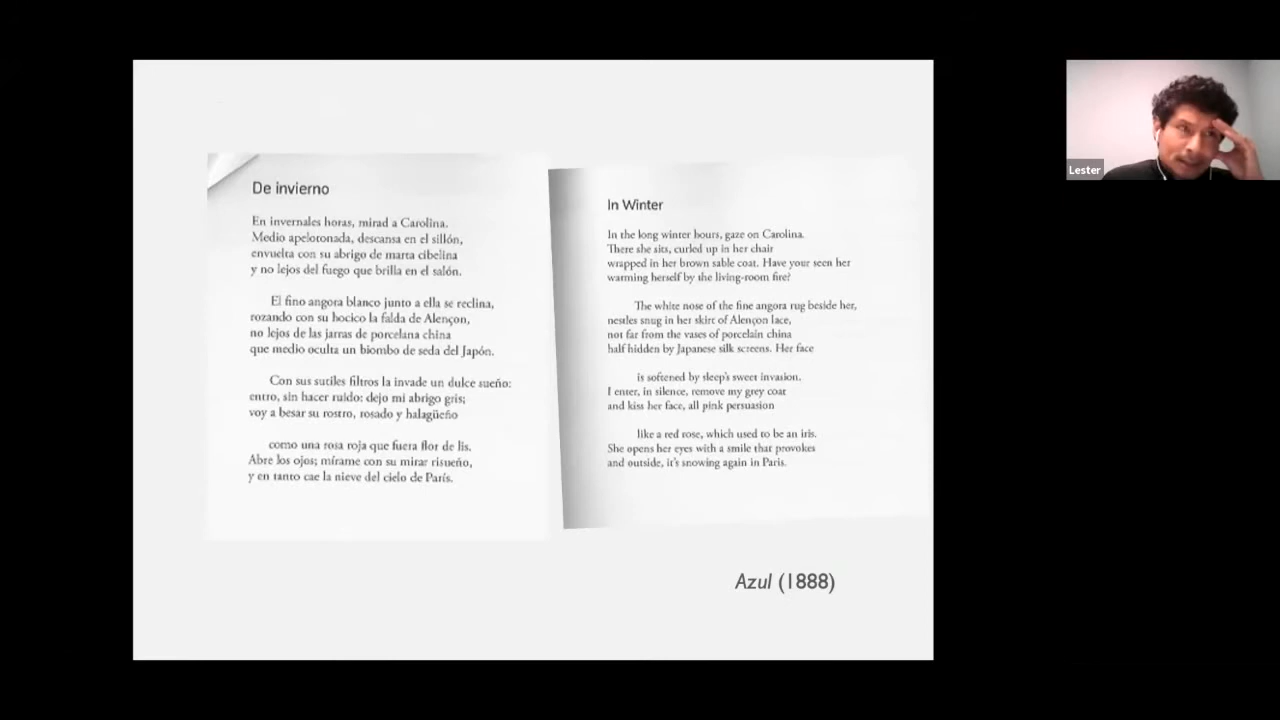 De invierno
En invernales horas, mirad a Carolina.
Medio apelotonada, descansa en el sillón,
envuelta con su abrigo de marta cibelina
y no lejos del fuego que brilla en el salón.
El fino angora blanco junto a ella se reclina,
rozando con su hocico la falda de Alençon,
no lejos de las jarras de porcelana china
que medio oculta un biombo de seda del Japón.
Con sus sutiles filtros la invade un dulce sueño:
entro, sin hacer ruido: dejo mi abrigo gris;
voy a besar su rostro, rosado y halagüeño
como una rosa roja que fuera flor de lis.
Abre los ojos; mírame con su mirar risueño,
y en tanto cae la nieve del cielo de París.
In Winter
In the long winter hours, gaze on Carolina.
There she sits, curled up in her chair
wrapped in her brown sable coat. Have your seen her
warming herself by the living-room fire?
The white nose of the fine angora rug beside her,
nestles snug in her skirt of Alençon lace,
not far from the vases of porcelain china
half hidden by Japanese silk screens. Her face
is softened by sleep's sweet invasion.
I enter, in silence, remove my grey coat
and kiss her face, all pink persuasion
like a red rose, which used to be an iris.
She opens her eyes with a smile that provokes
and outside, it's snowing again in Paris.
Azul (1888)
Lester